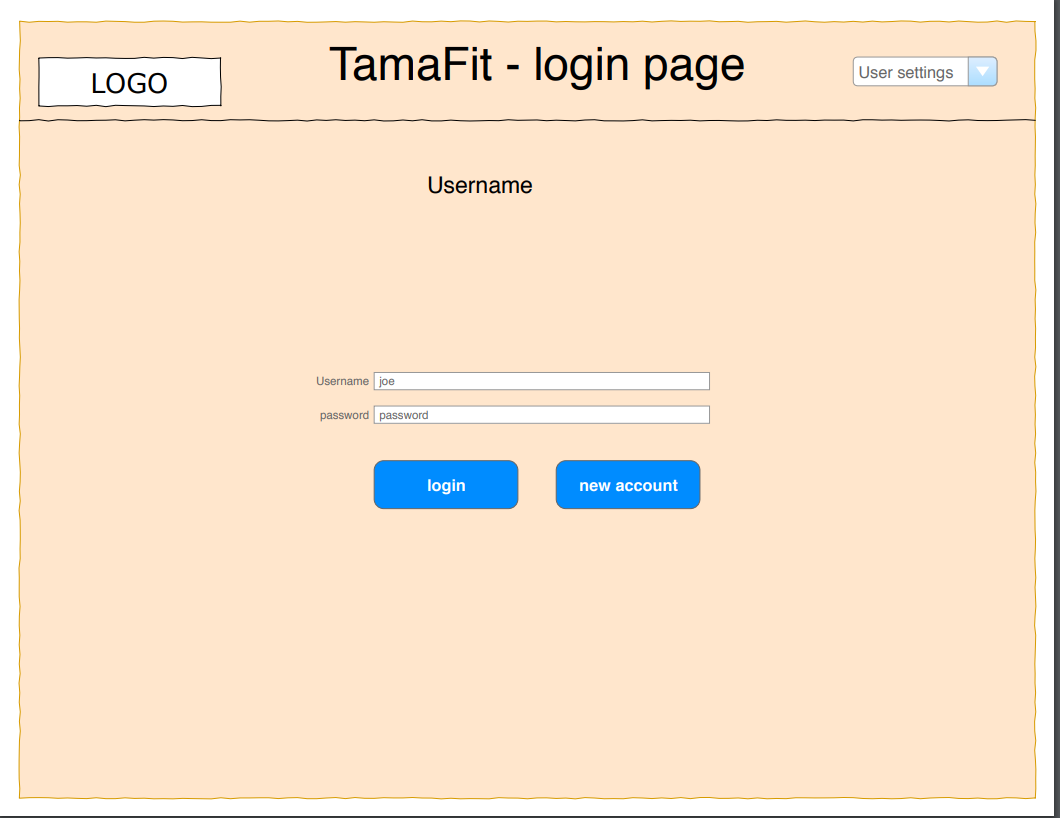 LOGO
TamaFit - login page
User settings
Username
Username joe
password password
login
new account